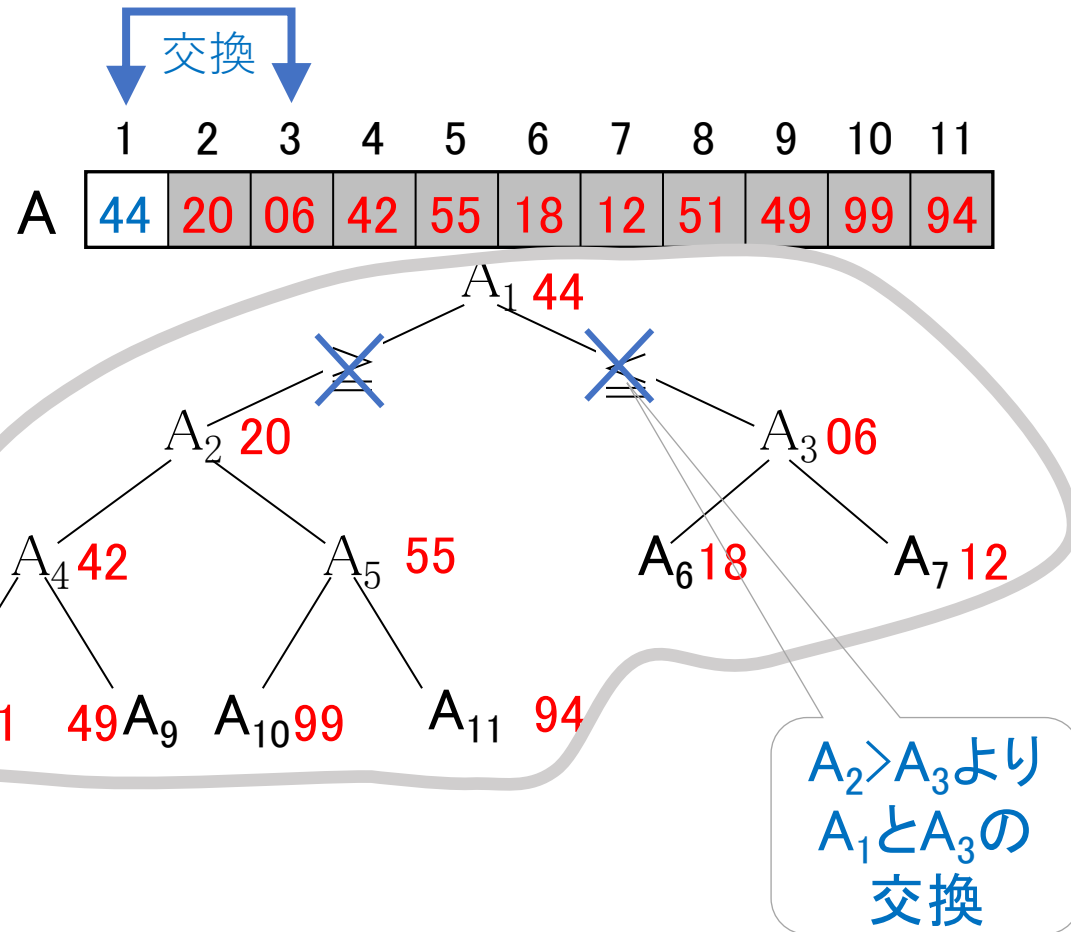 交換
1 2 3 4 5 6 7 8 9 10 11
A 44 20 06 42 55 18 12 51 49 99 94
A₁ 44
≧ ≦
A₂ 20 A₃ 06
A₄ 42 A₅ 55 A₆ 18 A₇ 12
1 49 A₉ A₁₀ 99 A₁₁ 94
A₂>A₃より
A₁とA₃の
交換